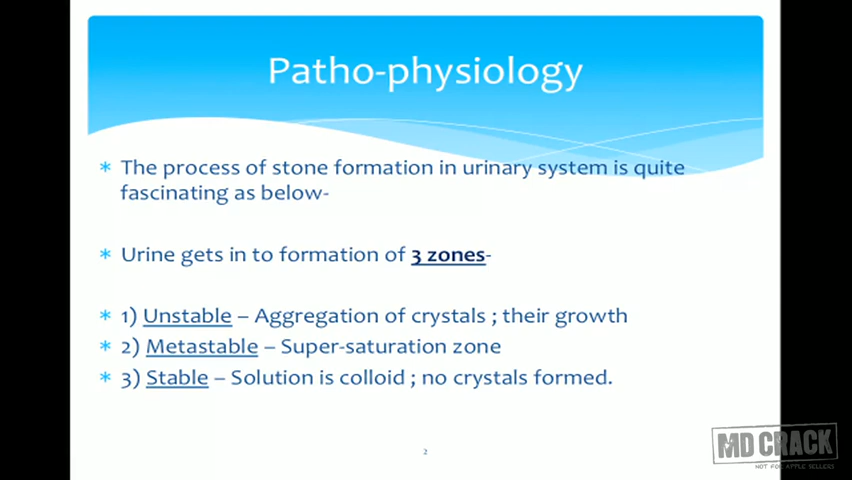 Patho-physiology
* The process of stone formation in urinary system is quite
fascinating as below-
* Urine gets in to formation of 3 zones-
* 1) Unstable – Aggregation of crystals ; their growth
* 2) Metastable – Super-saturation zone
* 3) Stable – Solution is colloid ; no crystals formed.
2
MD CRACK
NOT FOR APPLE SELLERS